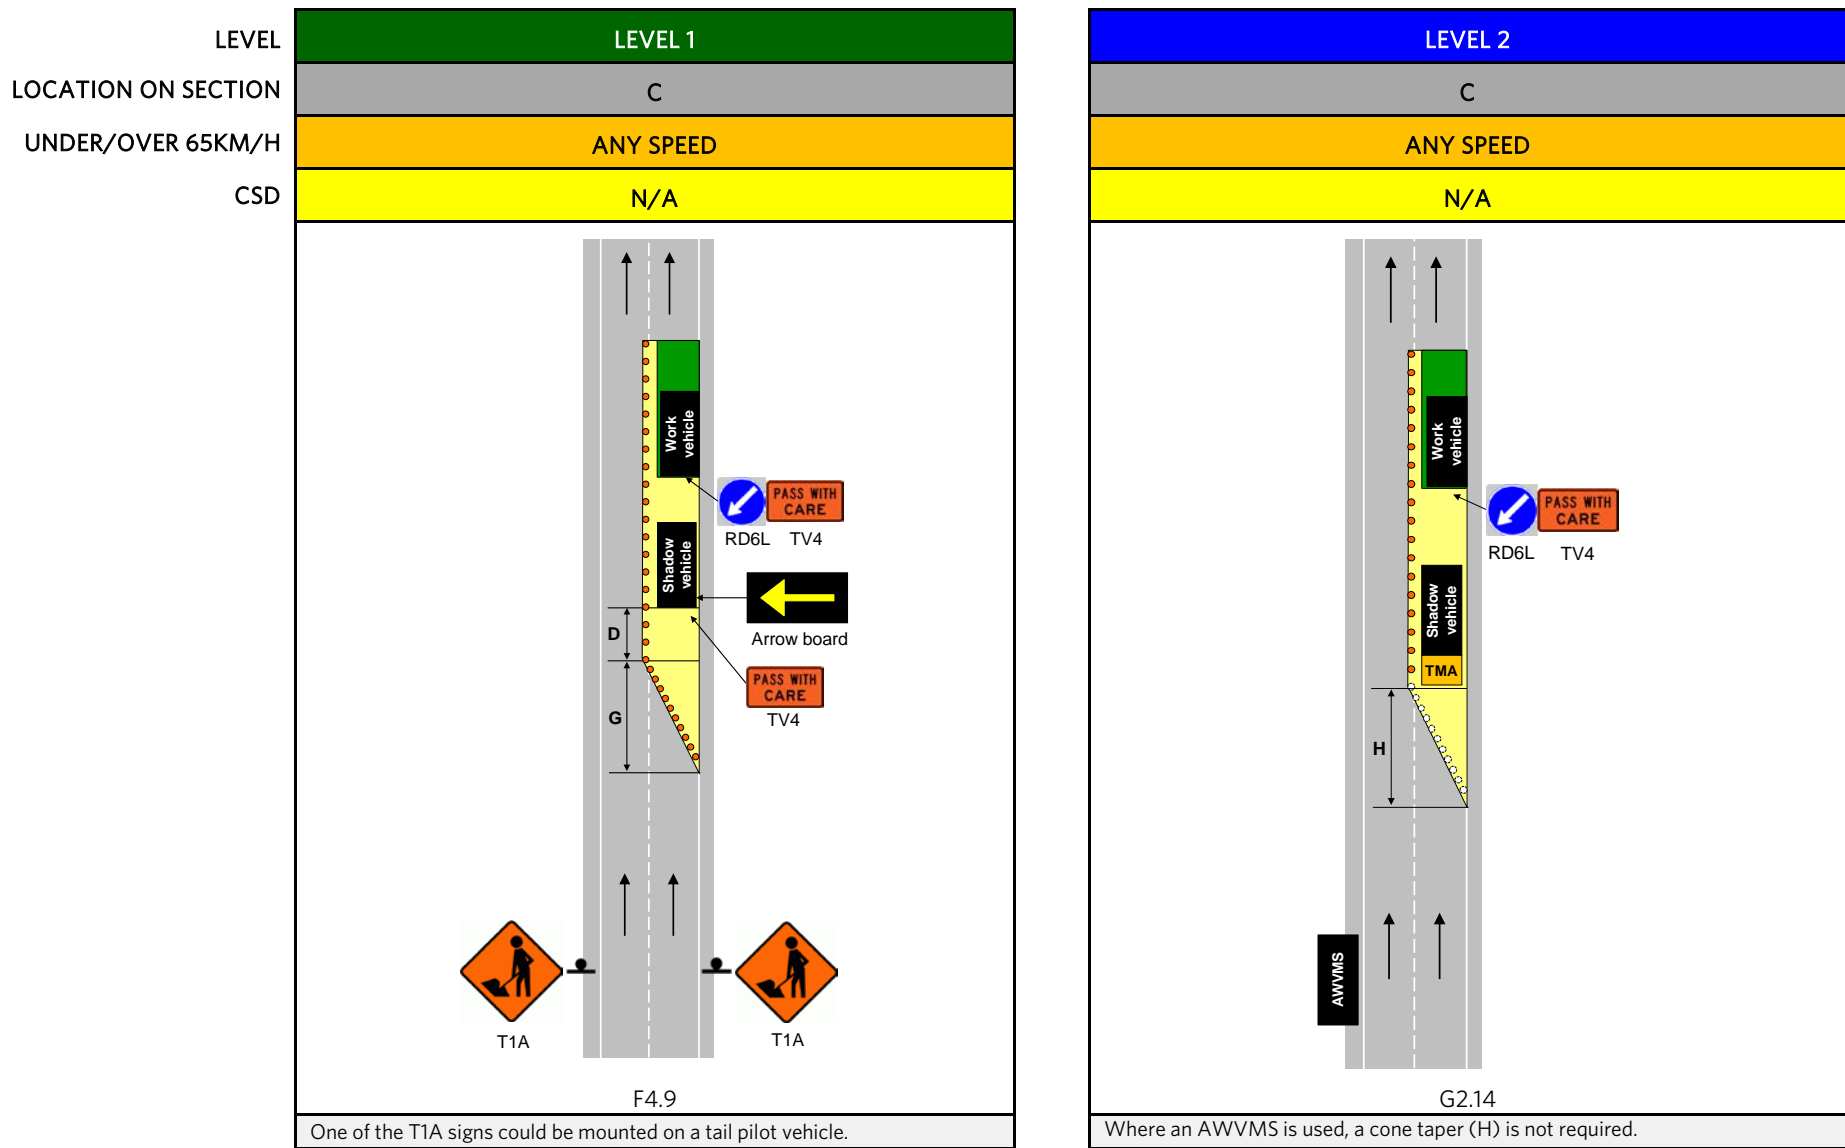 LEVEL
LEVEL 1
LEVEL 2
LOCATION ON SECTION
C
C
UNDER/OVER 65KM/H
ANY SPEED
ANY SPEED
CSD
N/A
N/A
Work
vehicle
PASS WITH
CARE
RD6L
TV4
Shadow
vehicle
D
Arrow board
PASS WITH
CARE
TV4
G
T1A
T1A
F4.9
One of the T1A signs could be mounted on a tail pilot vehicle.
Work
vehicle
PASS WITH
CARE
RD6L
TV4
Shadow
vehicle
TMA
H
AWVMS
G2.14
Where an AWVMS is used, a cone taper (H) is not required.